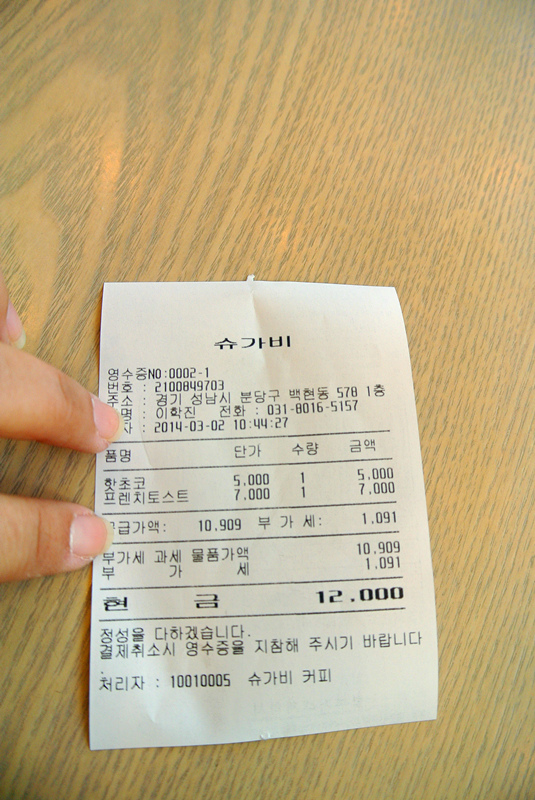 슈가비
영수증NO:0002-1
번호 : 2100849703
주소 : 경기 성남시 분당구 백현동 578 1층
명 : 이학진 전화 : 031-8016-5157
자 : 2014-03-02 10:44:27
품명 단가 수량 금액
핫초코 5,000 1 5,000
프렌치토스트 7,000 1 7,000
급가액: 10,909 부 가 세: 1,091
부가세 과세 물품가액 10,909
부 가 세 1,091
현 금 12,000
정성을 다하겠습니다.
결제취소시 영수증을 지참해 주시기 바랍니다
.
처리자 : 10010005 슈가비 커피